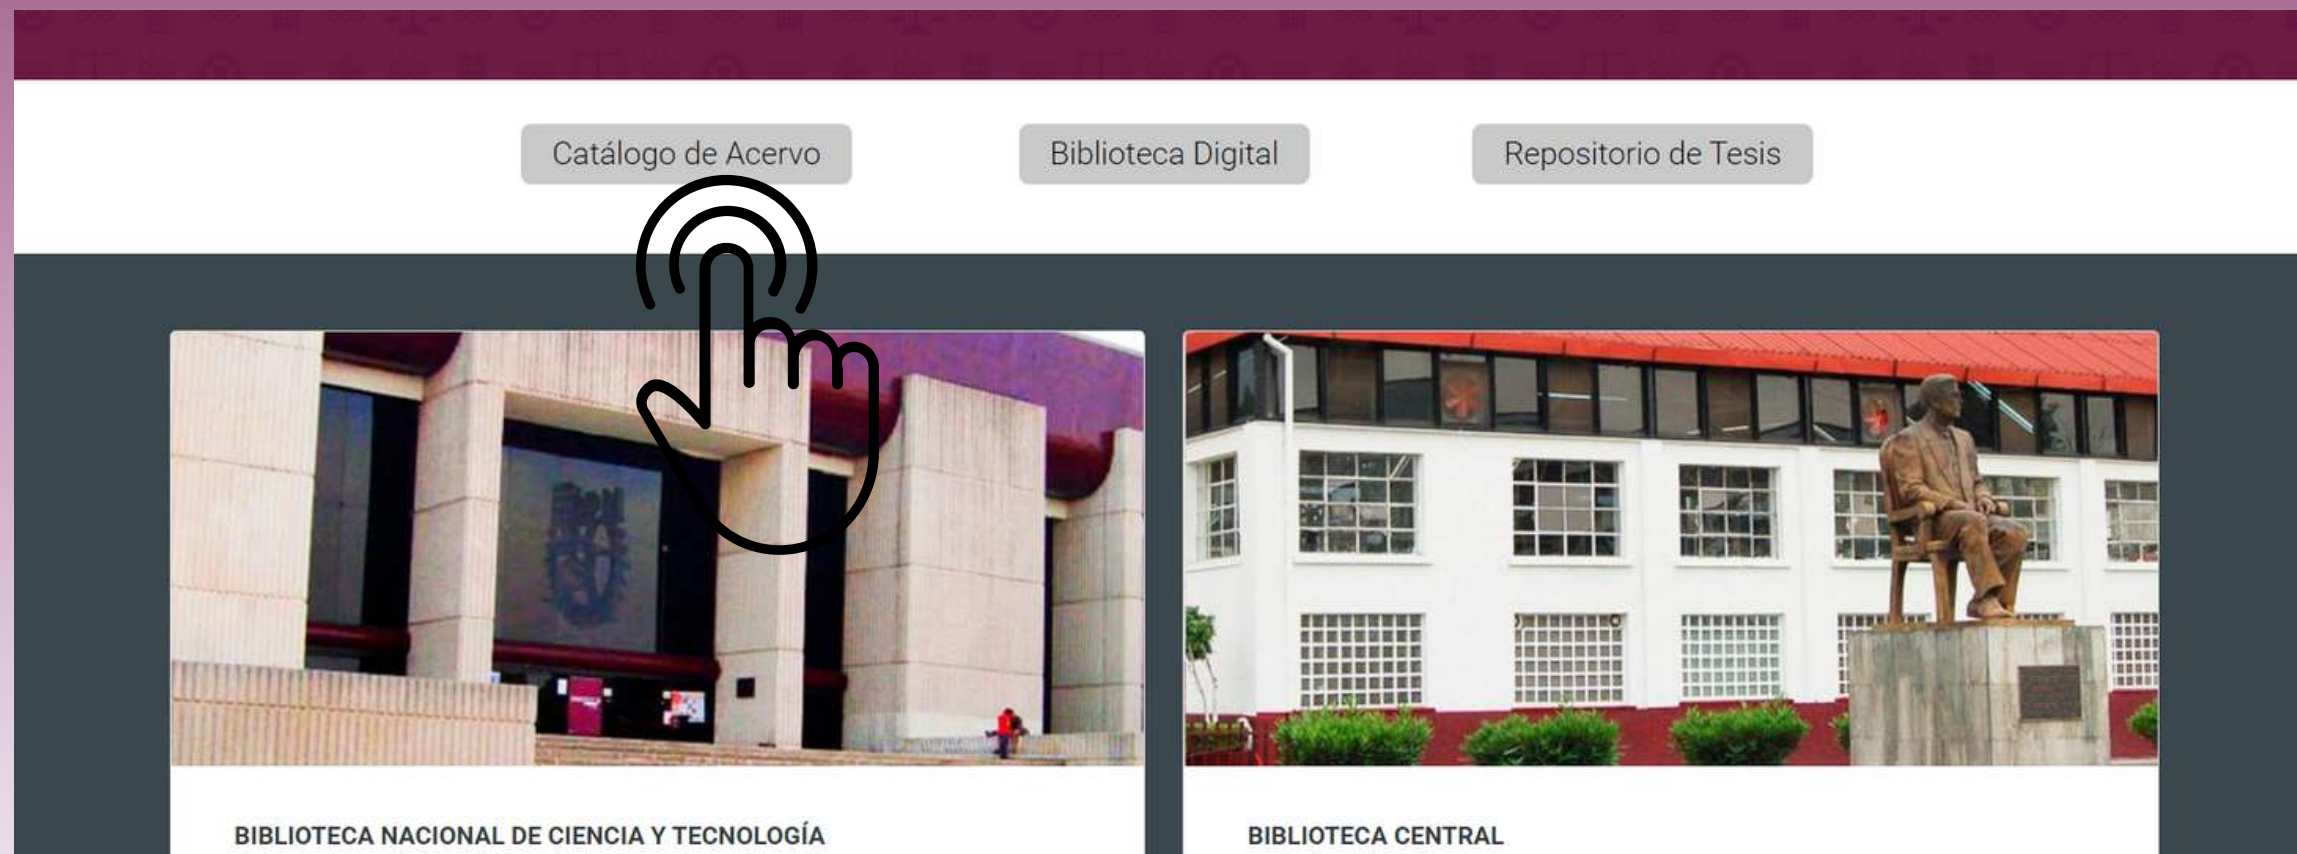 Catálogo de Acervo
Biblioteca Digital
Repositorio de Tesis
BIBLIOTECA NACIONAL DE CIENCIA Y TECNOLOGÍA
BIBLIOTECA CENTRAL